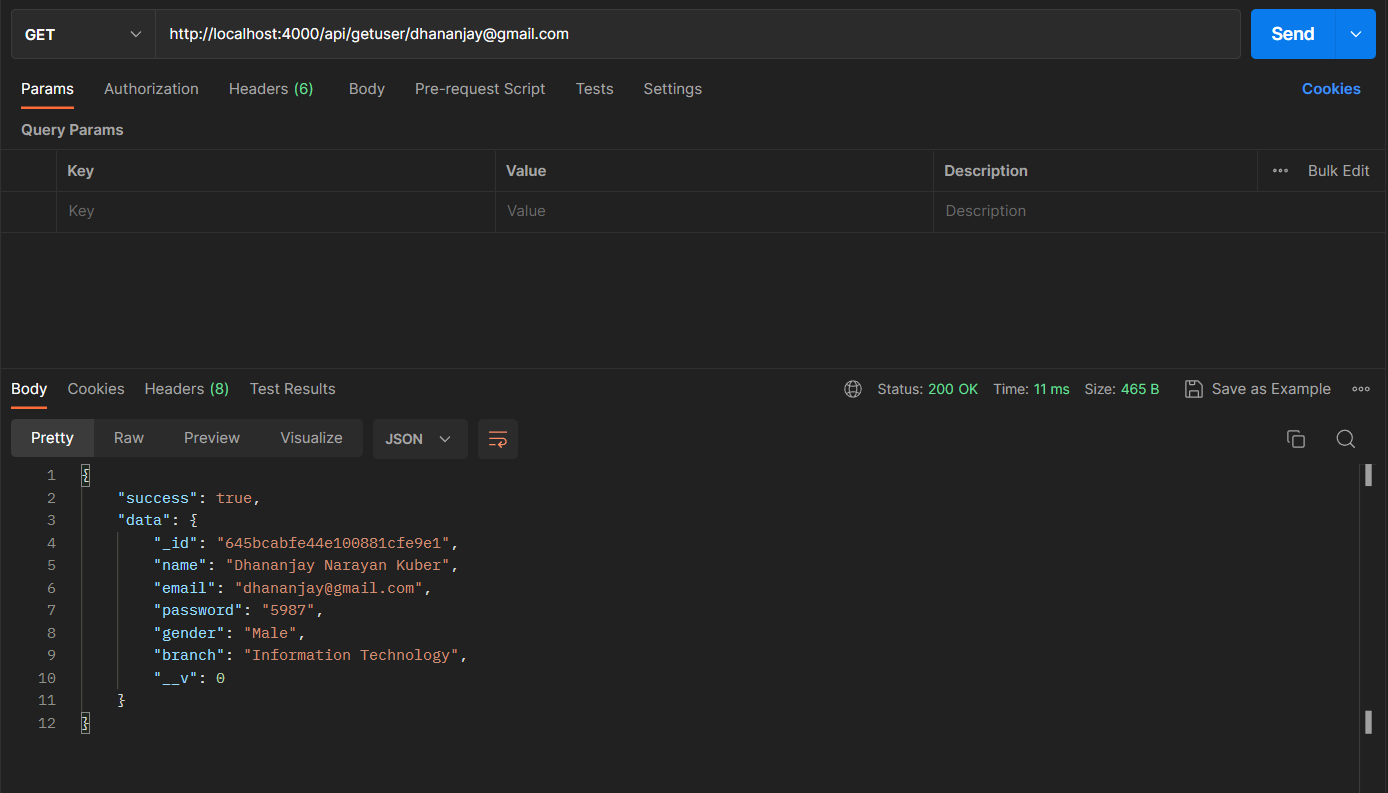 GET http://localhost:4000/api/getuser/dhananjay@gmail.com Send
Params Authorization Headers (6) Body Pre-request Script Tests Settings Cookies
Query Params
Key Value Description Bulk Edit
Key Value Description
Body Cookies Headers (8) Test Results Status: 200 OK Time: 11 ms Size: 465 B Save as Example
Pretty Raw Preview Visualize JSON
1 {
2 "success": true,
3 "data": {
4 "_id": "645bcabfe44e100881cfe9e1",
5 "name": "Dhananjay Narayan Kuber",
6 "email": "dhananjay@gmail.com",
7 "password": "5987",
8 "gender": "Male",
9 "branch": "Information Technology",
10 "__v": 0
11 }
12 }